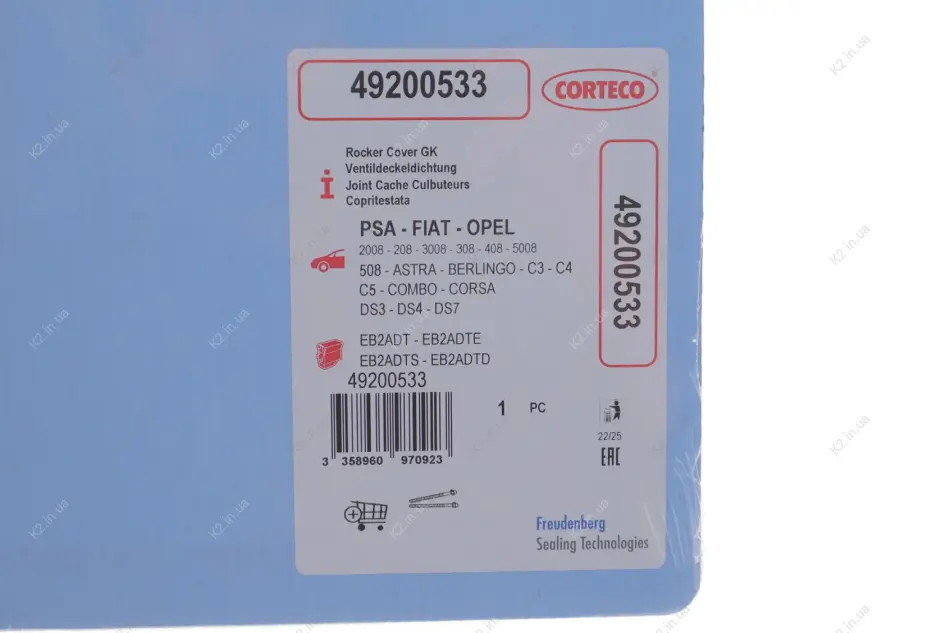 49200533
CORTECO
Rocker Cover GK
Ventildeckeldichtung
Joint Cache Culbuteurs
Copritestata
PSA - FIAT - OPEL
2008 - 208 - 3008 - 308 - 408 - 5008
508 - ASTRA - BERLINGO - C3 - C4
C5 - COMBO - CORSA
DS3 - DS4 - DS7
49200533
EB2ADT - EB2ADTE
EB2ADTS - EB2ADTD
49200533
3 358960 970923
1 PC
22/25
EAC
Freudenberg
Sealing Technologies
K2.in.ua